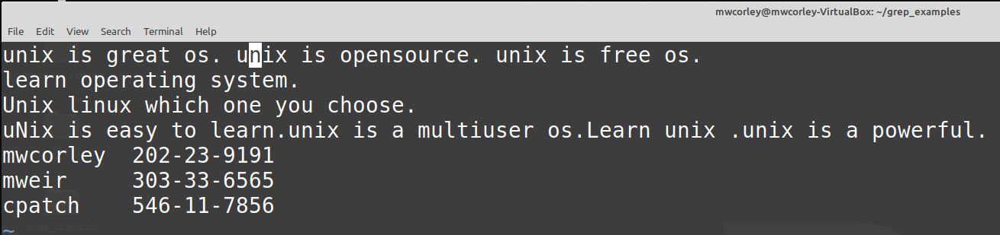 mwcorley@mwcorley-VirtualBox: ~/grep_examples
File Edit View Search Terminal Help
unix is great os. unix is opensource. unix is free os.
learn operating system.
Unix linux which one you choose.
uNix is easy to learn.unix is a multiuser os.Learn unix .unix is a powerful.
mwcorley 202-23-9191
mweir 303-33-6565
cpatch 546-11-7856
~
code_examples